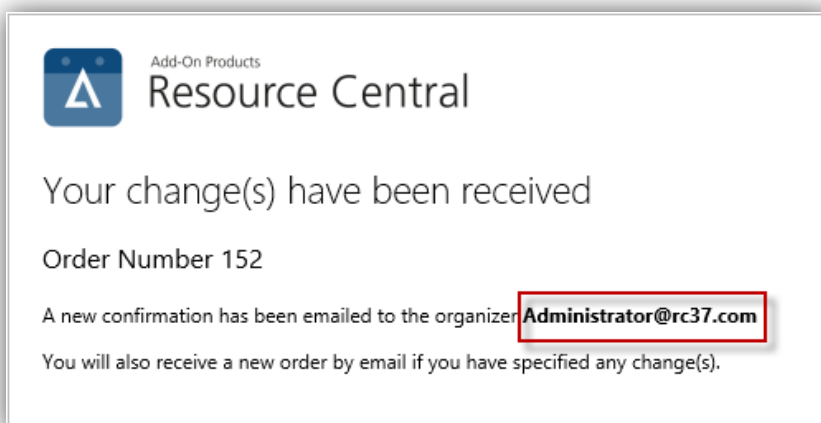 Add-On Products
Resource Central
Your change(s) have been received
Order Number 152
A new confirmation has been emailed to the organizer Administrator@rc37.com
You will also receive a new order by email if you have specified any change(s).